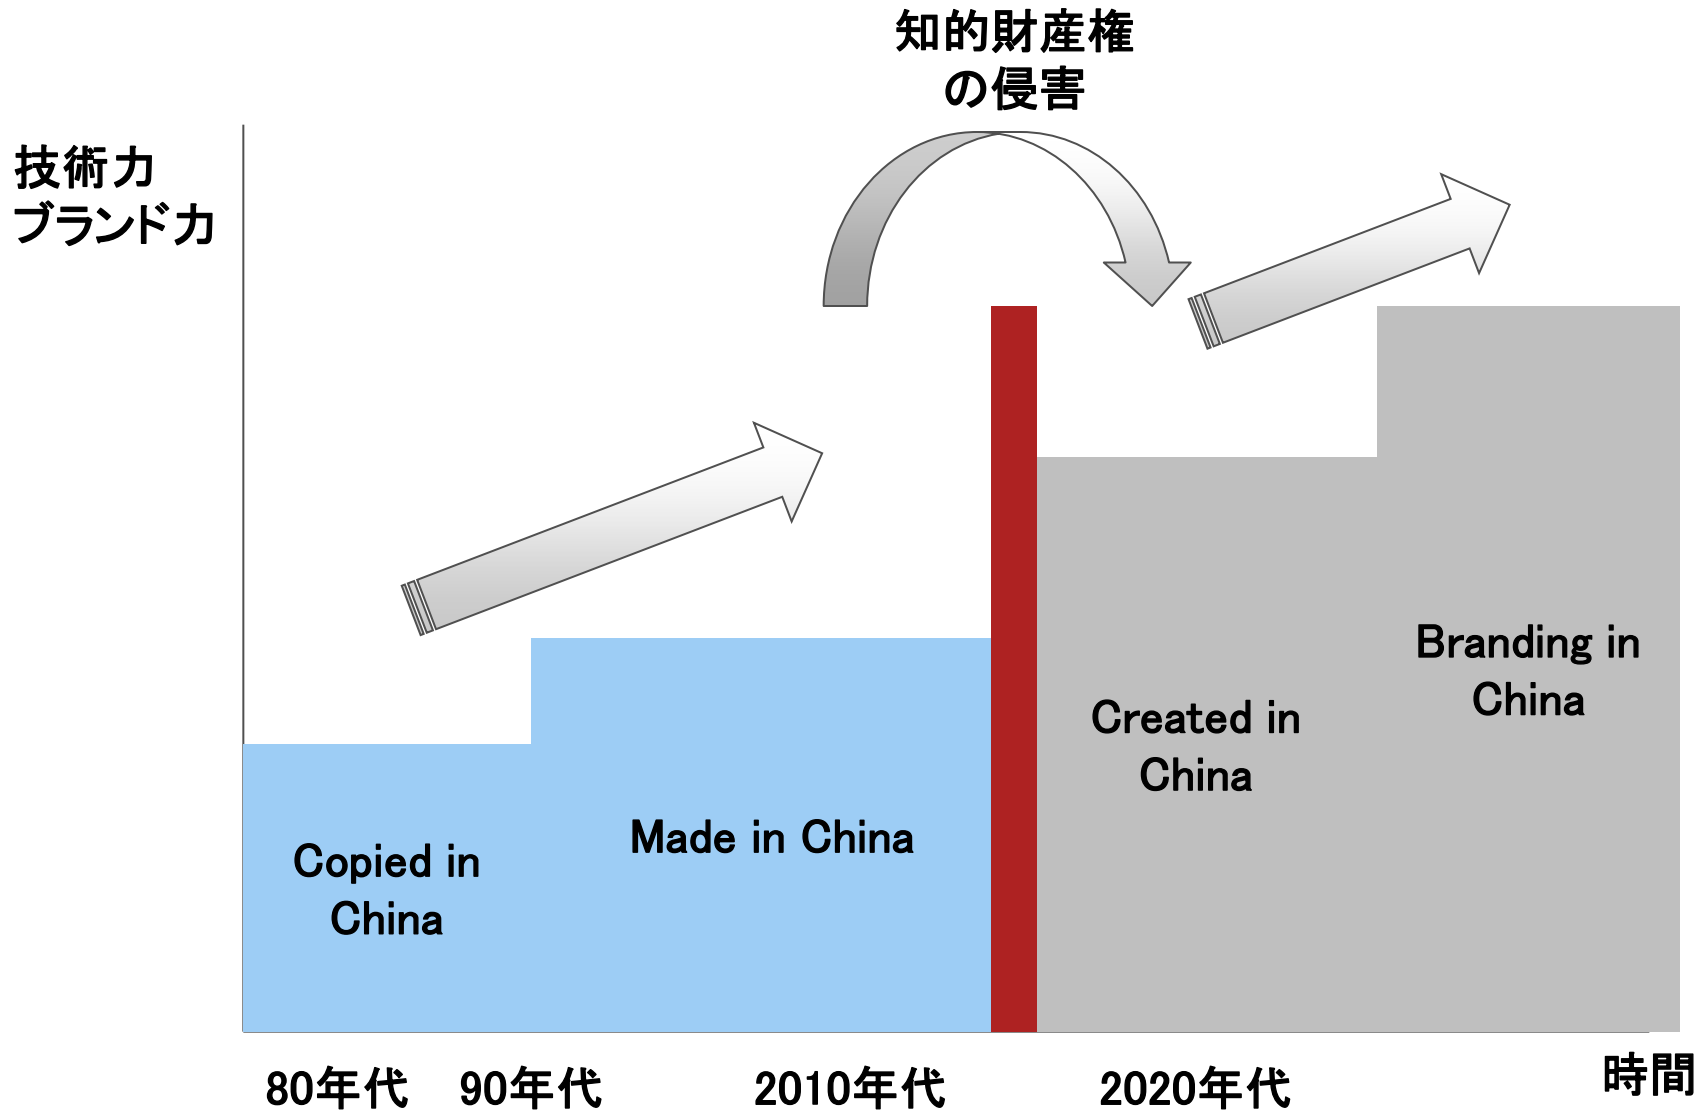 知的財産権
の侵害
技術力
ブランド力
Copied in
China
Made in China
Created in
China
Branding in
China
80年代
90年代
2010年代
2020年代
時間